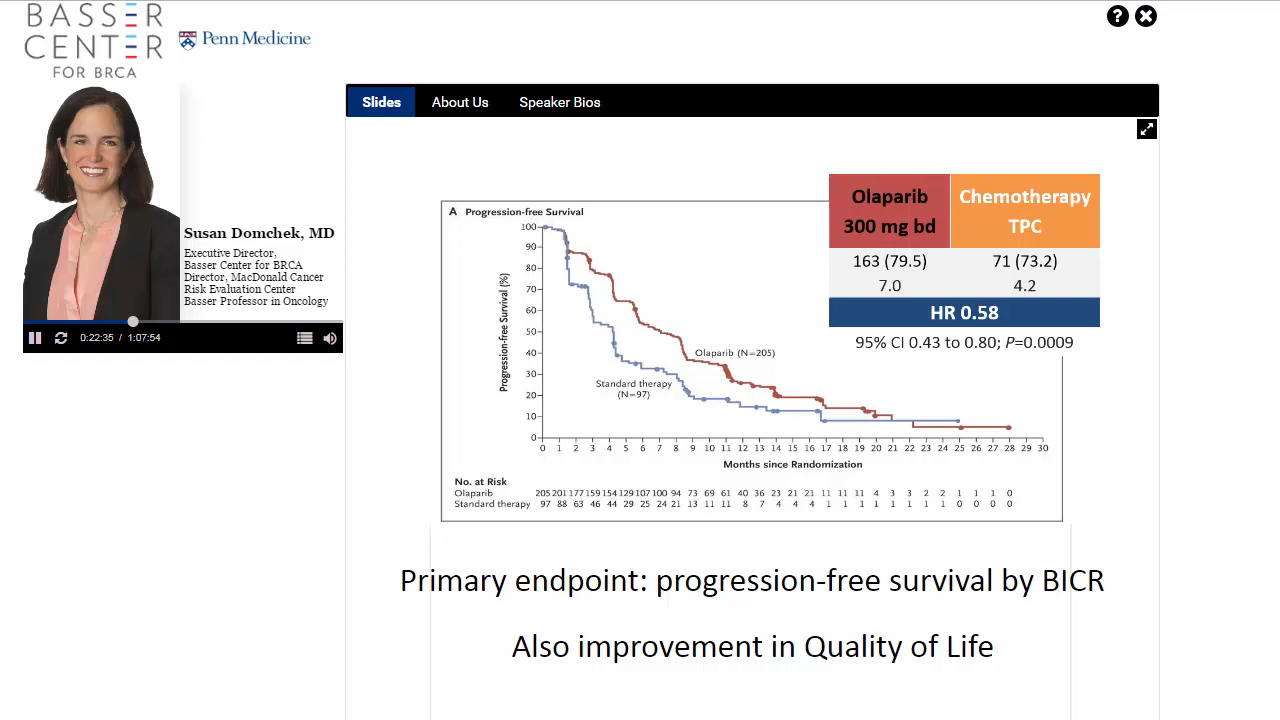 BASSER
CENTER
FOR BRCA
Penn Medicine
Susan Domchek, MD
Executive Director,
Basser Center for BRCA
Director, MacDonald Cancer
Risk Evaluation Center
Basser Professor in Oncology
0:22:35 / 1:07:54
Slides About Us Speaker Bios
Olaparib Chemotherapy
300 mg bd TPC
163 (79.5) 71 (73.2)
7.0 4.2
HR 0.58
95% CI 0.43 to 0.80; P=0.0009
A Progression-free Survival
Progression-free Survival (%)
100
90
80
70
60
50
40
30
20
10
0
Olaparib (N=205)
Standard therapy
(N=97)
0 1 2 3 4 5 6 7 8 9 10 11 12 13 14 15 16 17 18 19 20 21 22 23 24 25 26 27 28 29 30
Months since Randomization
No. at Risk
Olaparib 205 201 177 159 154 129 107 100 94 73 69 61 40 36 23 21 21 11 11 11 4 3 3 2 2 1 1 1 0
Standard therapy 97 88 63 46 44 29 25 24 21 13 11 11 8 7 4 4 4 1 1 1 1 1 1 1 1 0 0 0 0
Primary endpoint: progression-free survival by BICR
Also improvement in Quality of Life